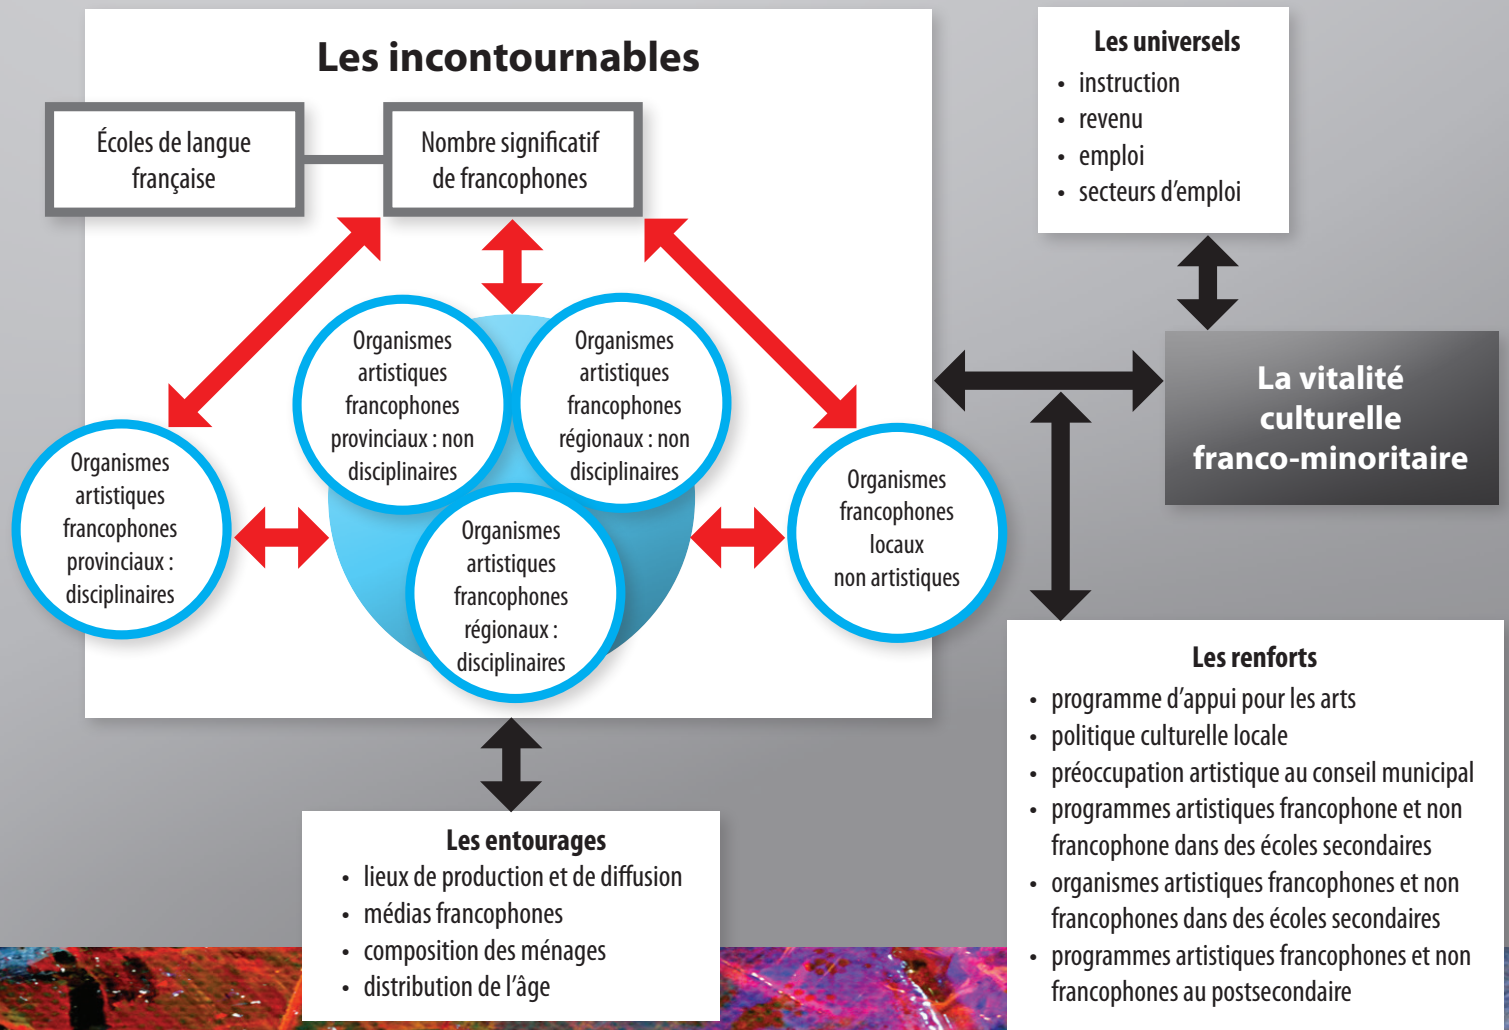 Les incontournables
Écoles de langue
française
Nombre significatif
de francophones
Organismes
artistiques
francophones
provinciaux : disciplinaires
Organismes
artistiques
francophones
provinciaux : non
disciplinaires
Organismes
artistiques
francophones
régionaux : non
disciplinaires
Organismes
artistiques
francophones
régionaux :
disciplinaires
Organismes
francophones
locaux
non artistiques
Les universels
• instruction
• revenu
• emploi
• secteurs d'emploi
La vitalité
culturelle
franco-minoritaire
Les entourages
• lieux de production et de diffusion
• médias francophones
• composition des ménages
• distribution de l'âge
Les renforts
• programme d'appui pour les arts
• politique culturelle locale
• préoccupation artistique au conseil municipal
• programmes artistiques francophone et non
francophone dans des écoles secondaires
• organismes artistiques francophones et non
francophones dans des écoles secondaires
• programmes artistiques francophones et non
francophones au postsecondaire